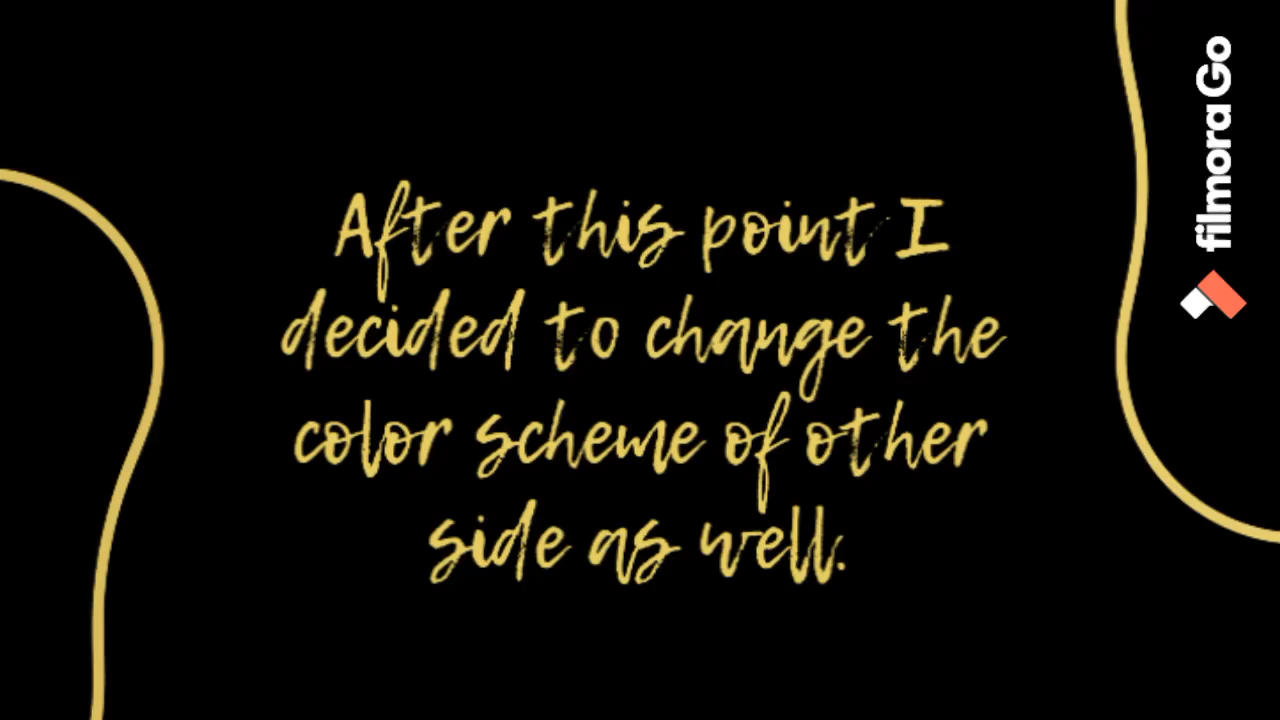 After this point I
decided to change the
color scheme of other
side as well.
filmora Go